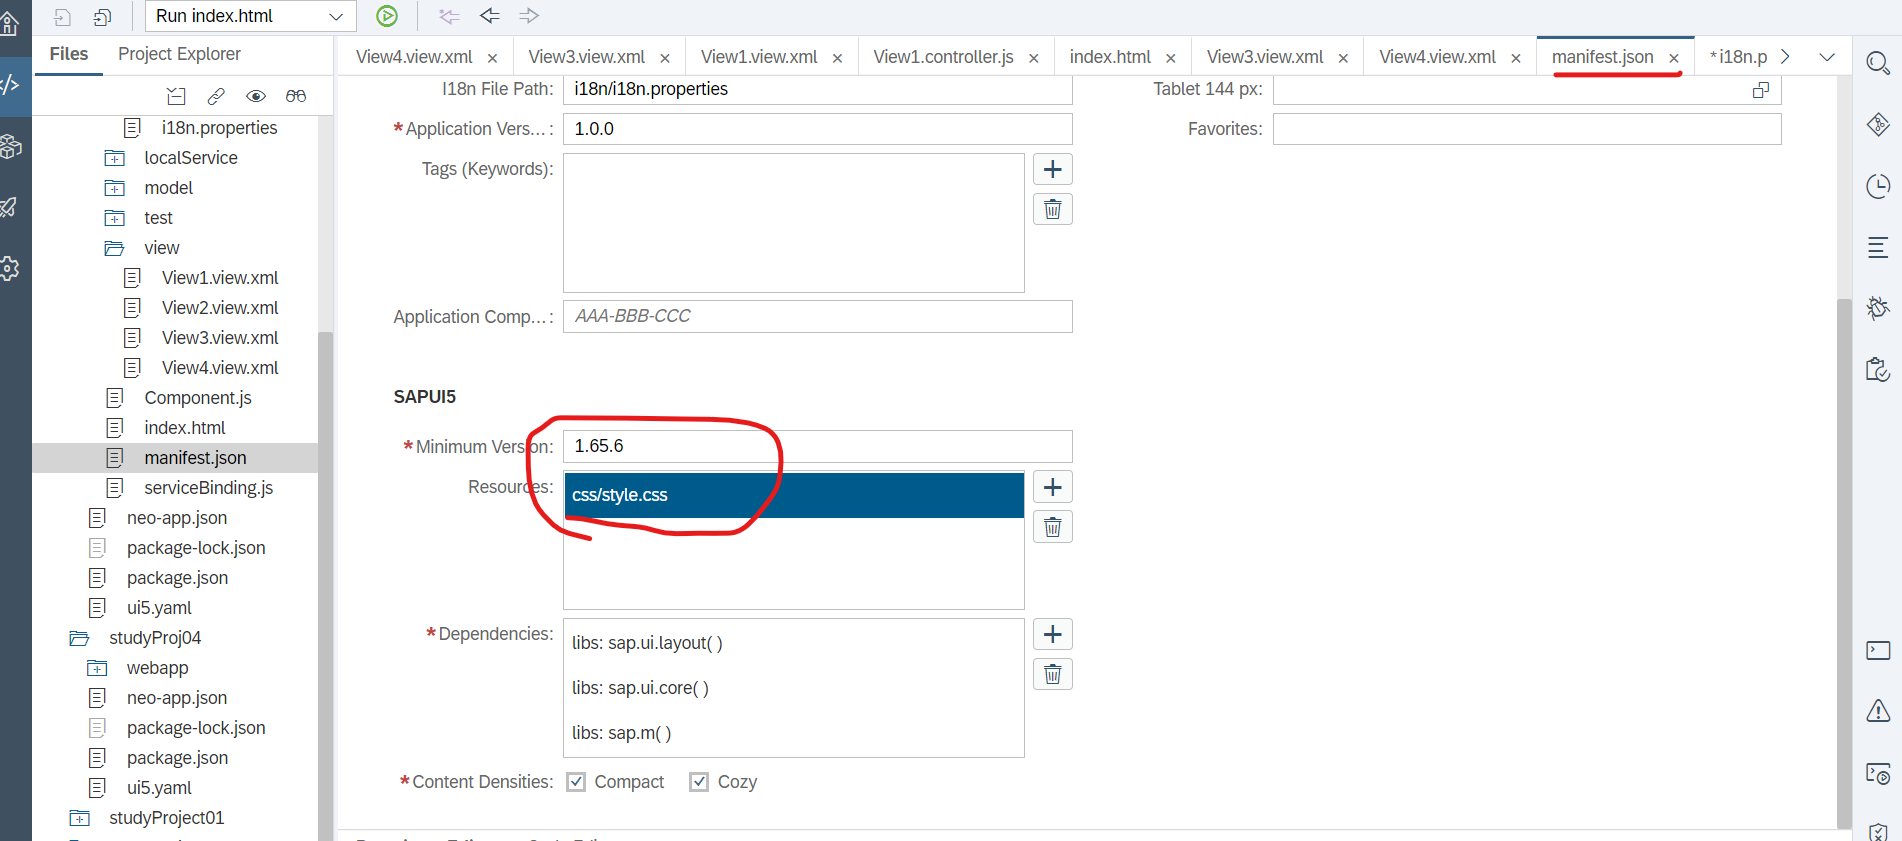 Run index.html
Files
Project Explorer
View4.view.xml
View3.view.xml
View1.view.xml
View1.controller.js
index.html
View3.view.xml
View4.view.xml
manifest.json
*i18n.p
i18n.properties
localService
model
test
view
View1.view.xml
View2.view.xml
View3.view.xml
View4.view.xml
Component.js
index.html
manifest.json
serviceBinding.js
neo-app.json
package-lock.json
package.json
ui5.yaml
studyProj04
webapp
neo-app.json
package-lock.json
package.json
ui5.yaml
studyProject01
I18n File Path: i18n/i18n.properties
*Application Vers...: 1.0.0
Tags (Keywords):
Application Comp...: AAA-BBB-CCC
Tablet 144 px:
Favorites:
SAPUI5
*Minimum Version: 1.65.6
Resources: css/style.css
*Dependencies: libs: sap.ui.layout( )
libs: sap.ui.core( )
libs: sap.m( )
*Content Densities: Compact Cozy